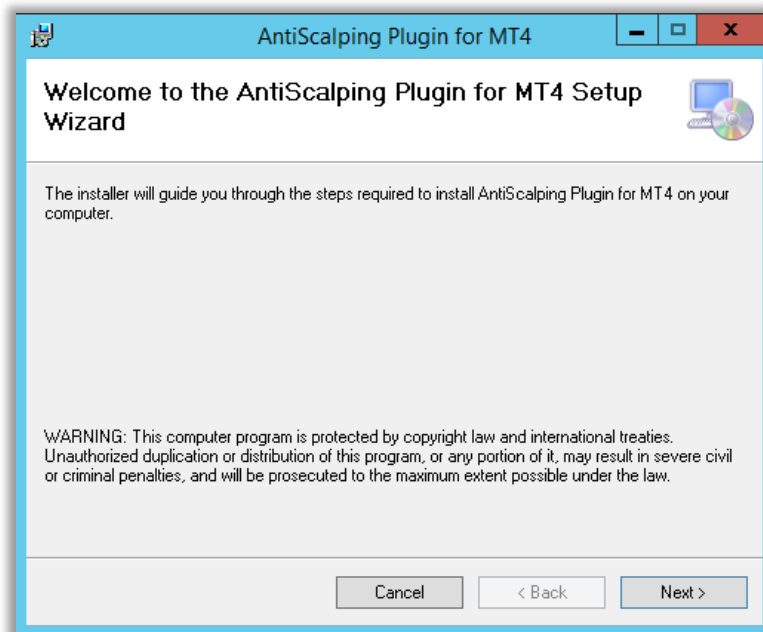 AntiScalping Plugin for MT4
Welcome to the AntiScalping Plugin for MT4 Setup
Wizard
The installer will guide you through the steps required to install AntiScalping Plugin for MT4 on your
computer.
WARNING: This computer program is protected by copyright law and international treaties.
Unauthorized duplication or distribution of this program, or any portion of it, may result in severe civil
or criminal penalties, and will be prosecuted to the maximum extent possible under the law.
Cancel < Back Next >